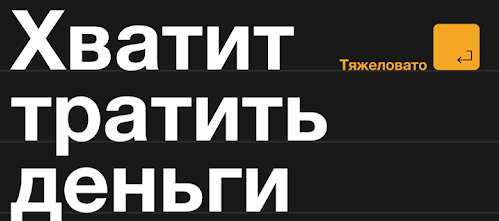 Хватит
Тяжеловато
тратить
деньги